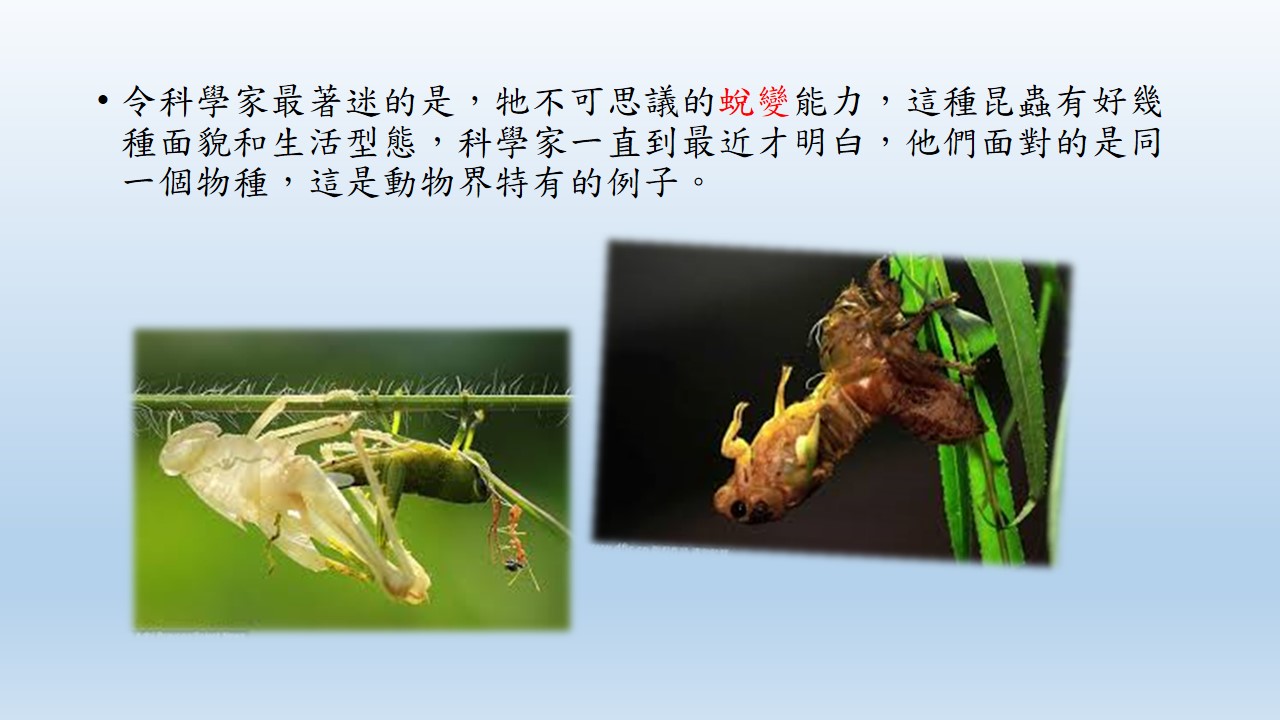 • 令科學家最著迷的是，牠不可思議的蛻變能力，這種昆蟲有好幾
種面貌和生活型態，科學家一直到最近才明白，他們面對的是同
一個物種，這是動物界特有的例子。